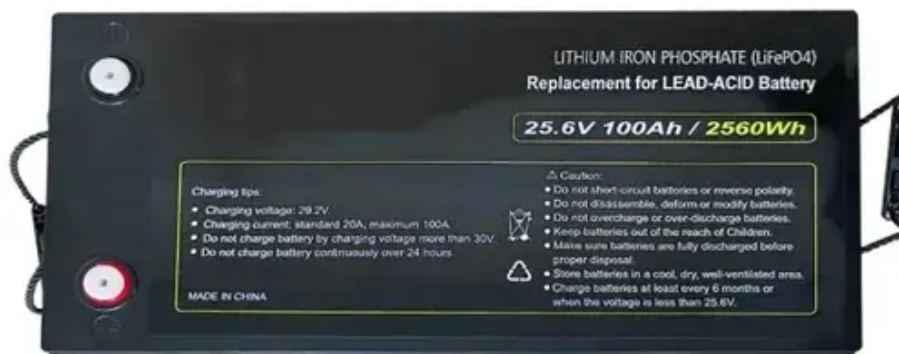 LITHIUM IRON PHOSPHATE (LiFePO4)
Replacement for LEAD-ACID Battery
25.6V 100Ah / 2560Wh
Charging tips:
• Charging voltage: 29.2V.
• Charging current: standard 20A, maximum 100A.
• Do not charge battery by charging voltage more than 30V.
• Do not charge battery continuously over 24 hours.
MADE IN CHINA
⚠ Caution:
• Do not short-circuit batteries or reverse polarity.
• Do not disassemble, deform or modify batteries.
• Do not overcharge or over-discharge batteries.
• Keep batteries out of the reach of Children.
• Make sure batteries are fully discharged before
proper disposal.
• Store batteries in a cool, dry, well-ventilated area.
• Charge batteries at least every 6 months or
when the voltage is less than 25.6V.